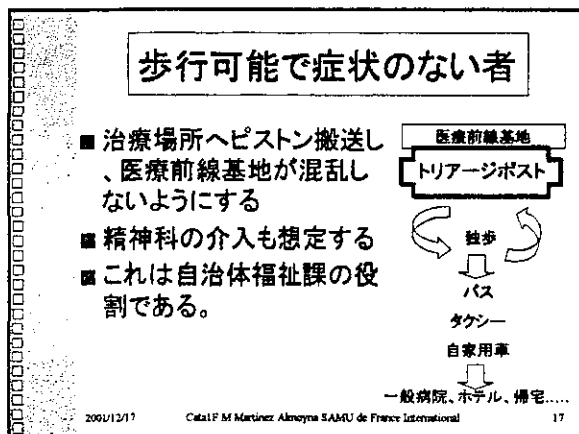 歩行可能で症状のない者
■ 治療場所へピストン搬送し
、医療前線基地が混乱し
ないようにする
■ 精神科の介入も想定する
■ これは自治体福祉課の役
割である。
医療前線基地
トリアージポスト
独歩
バス
タクシー
自家用車
一般病院、ホテル、帰宅.....
2001/12/17
Catal F M Martinez Almoyna SAMU de France International
17